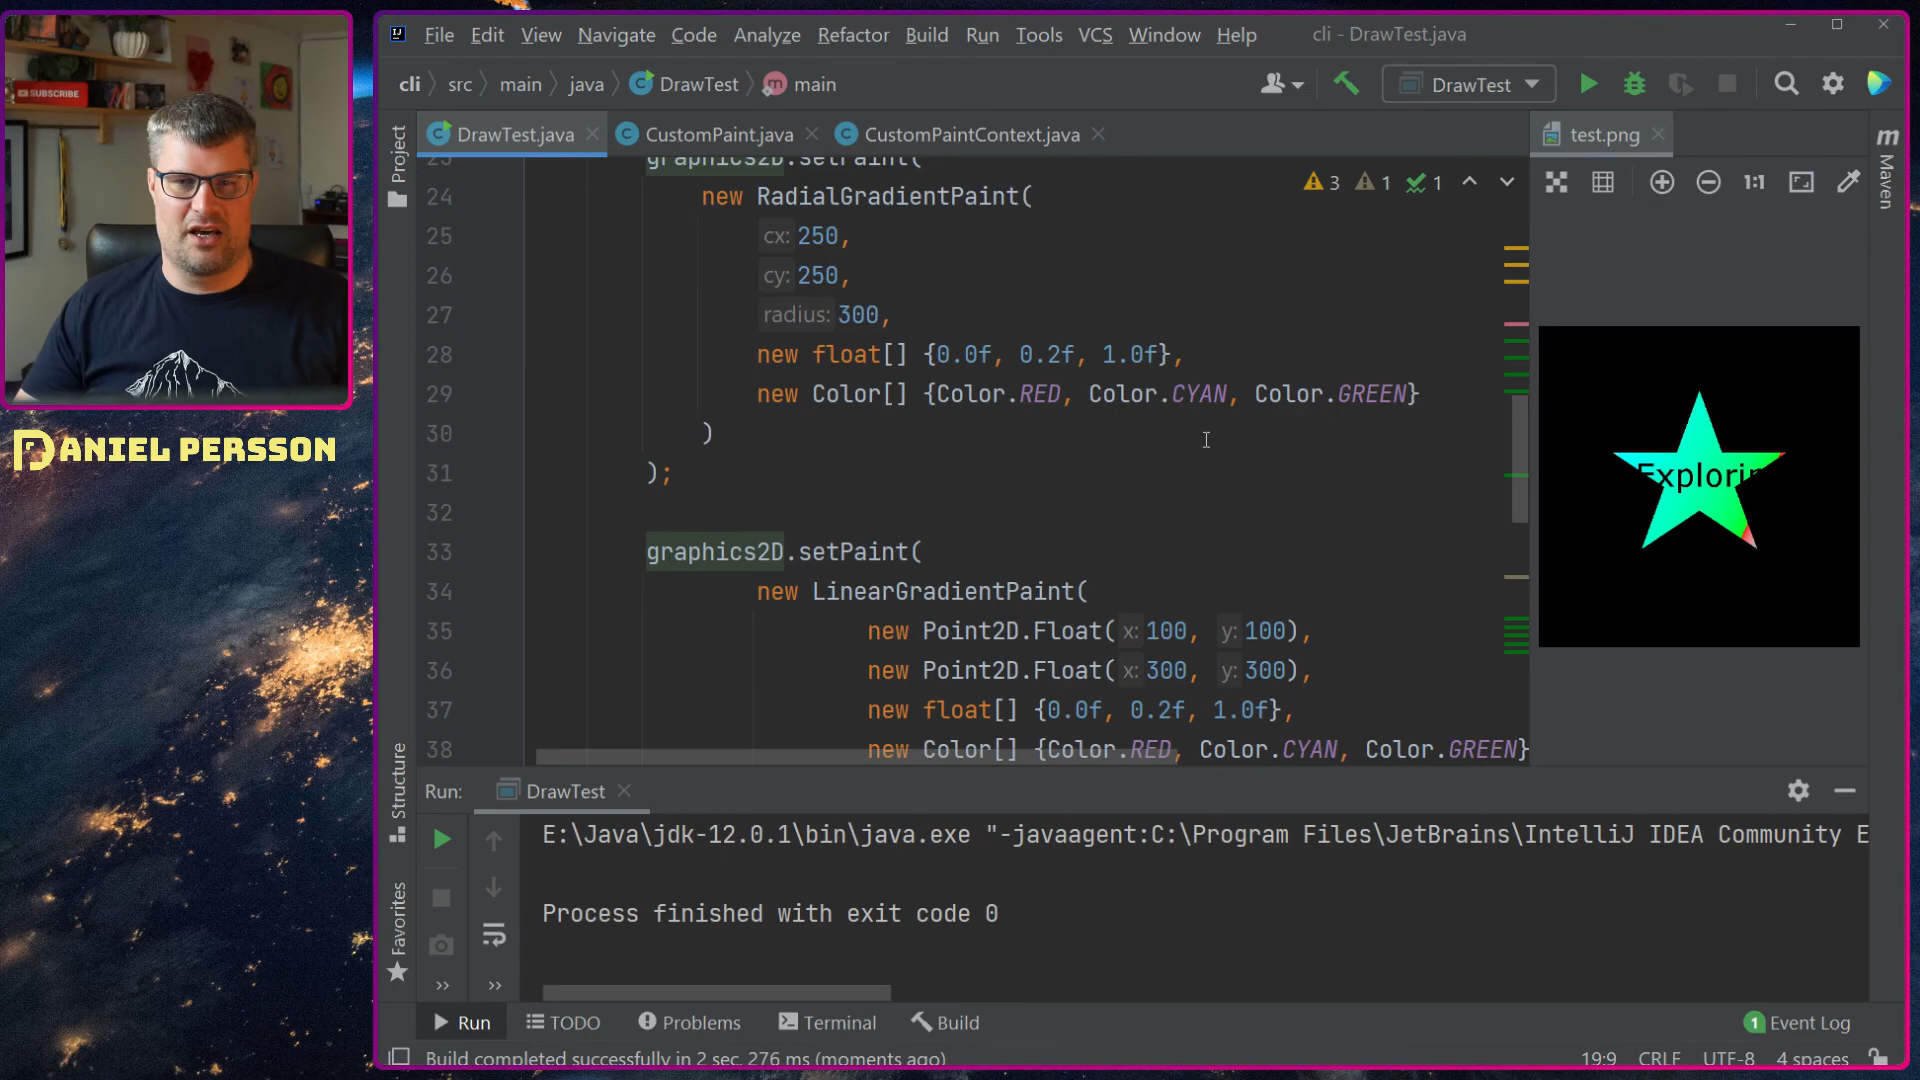 SUBSCRIBE
DANIEL PERSSON
File Edit View Navigate Code Analyze Refactor Build Run Tools VCS Window Help cli - DrawTest.java
cli src main java DrawTest main DrawTest
DrawTest.java CustomPaint.java CustomPaintContext.java test.png
Project
Maven
3 1 1
1:1
23 graphics2D.setPaint(
24 new RadialGradientPaint(
25 cx: 250,
26 cy: 250,
27 radius: 300,
28 new float[] {0.0f, 0.2f, 1.0f},
29 new Color[] {Color.RED, Color.CYAN, Color.GREEN}
30 )
31 );
32
33 graphics2D.setPaint(
34 new LinearGradientPaint(
35 new Point2D.Float( x: 100, y: 100),
36 new Point2D.Float( x: 300, y: 300),
37 new float[] {0.0f, 0.2f, 1.0f},
38 new Color[] {Color.RED, Color.CYAN, Color.GREEN}
Explorin
Structure
Favorites
Run: DrawTest
E:\Java\jdk-12.0.1\bin\java.exe "-javaagent:C:\Program Files\JetBrains\IntelliJ IDEA Community E
Process finished with exit code 0
Run TODO Problems Terminal Build 1 Event Log
Build completed successfully in 2 sec, 276 ms (moments ago) 19:9 CRLF UTF-8 4 spaces